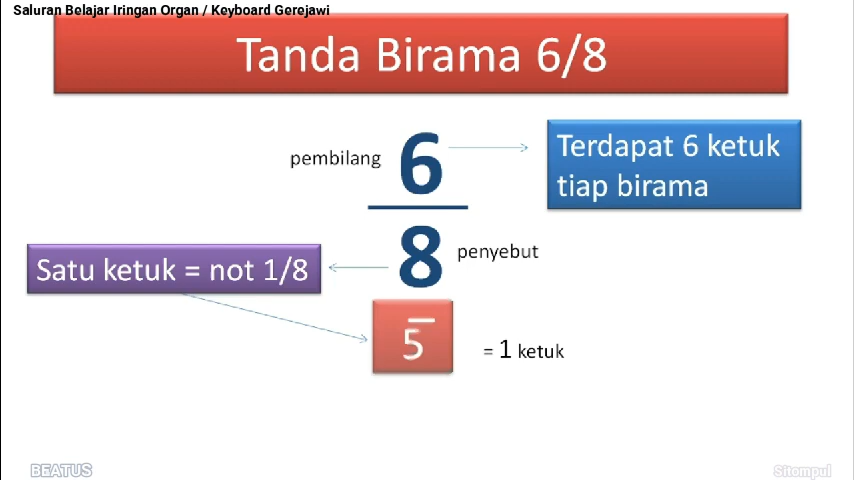 Saluran Belajar Iringan Organ / Keyboard Gerejawi
Tanda Birama 6/8
pembilang
6
Terdapat 6 ketuk
tiap birama
8
penyebut
Satu ketuk = not 1/8
5̅
= 1 ketuk
BEATUS
Sitompul